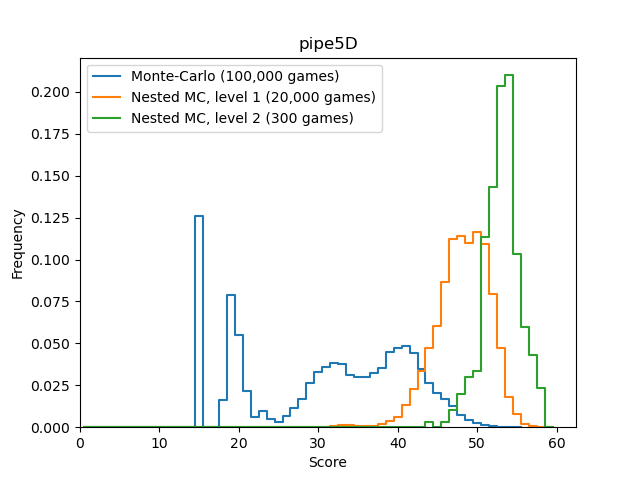 pipe5D
Monte-Carlo (100,000 games)
Nested MC, level 1 (20,000 games)
Nested MC, level 2 (300 games)
Frequency
0.200
0.175
0.150
0.125
0.100
0.075
0.050
0.025
0.000
0 10 20 30 40 50 60
Score